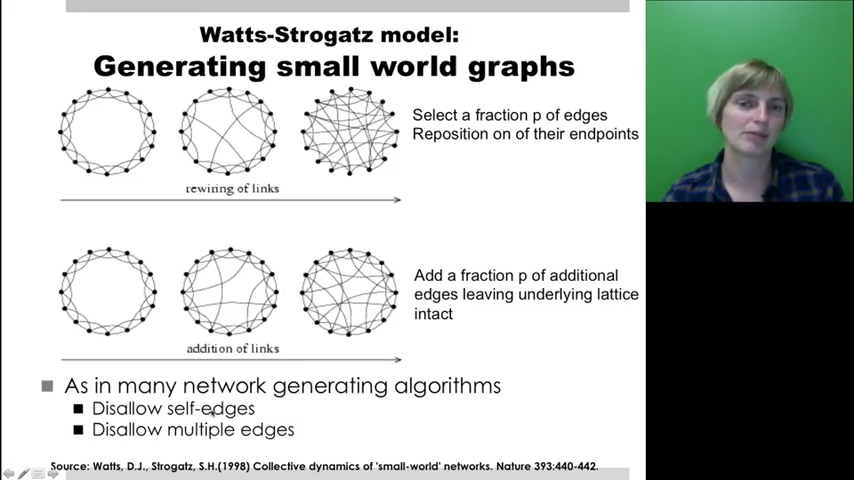 Watts-Strogatz model:
Generating small world graphs
Select a fraction p of edges
Reposition on of their endpoints
rewiring of links
Add a fraction p of additional
edges leaving underlying lattice
intact
addition of links
As in many network generating algorithms
Disallow self-edges
Disallow multiple edges
Source: Watts, D.J., Strogatz, S.H.(1998) Collective dynamics of 'small-world' networks. Nature 393:440-442.